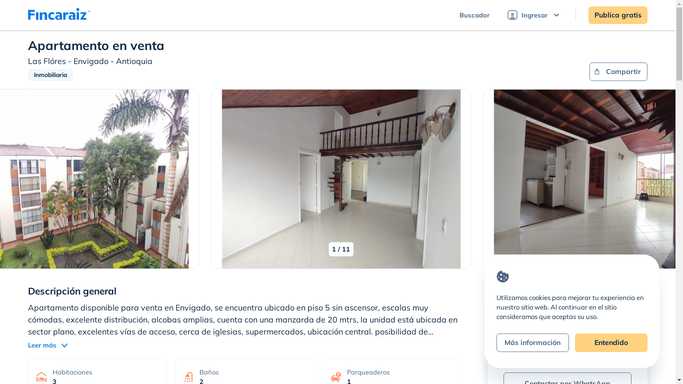 Fincaraiz
Buscador
Ingresar
Publica gratis
Apartamento en venta
Las Flóres - Envigado - Antioquia
Inmobiliaria
Compartir
1 / 11
Descripción general
Apartamento disponible para venta en Envigado, se encuentra ubicado en piso 5 sin ascensor, escalas muy
cómodas, excelente distribución, alcobas amplias, cuenta con una manzarda de 20 mtrs, la unidad está ubicada en
sector plano, excelentes vías de acceso, cerca de iglesias, supermercados, ubicación central. posibilidad de...
Leer más
Habitaciones
3
Baños
2
Parqueaderos
1
Utilizamos cookies para mejorar tu experiencia en
nuestro sitio web. Al continuar en el sitio
consideramos que aceptas su uso.
Más información
Entendido
Contactar por WhatsApp